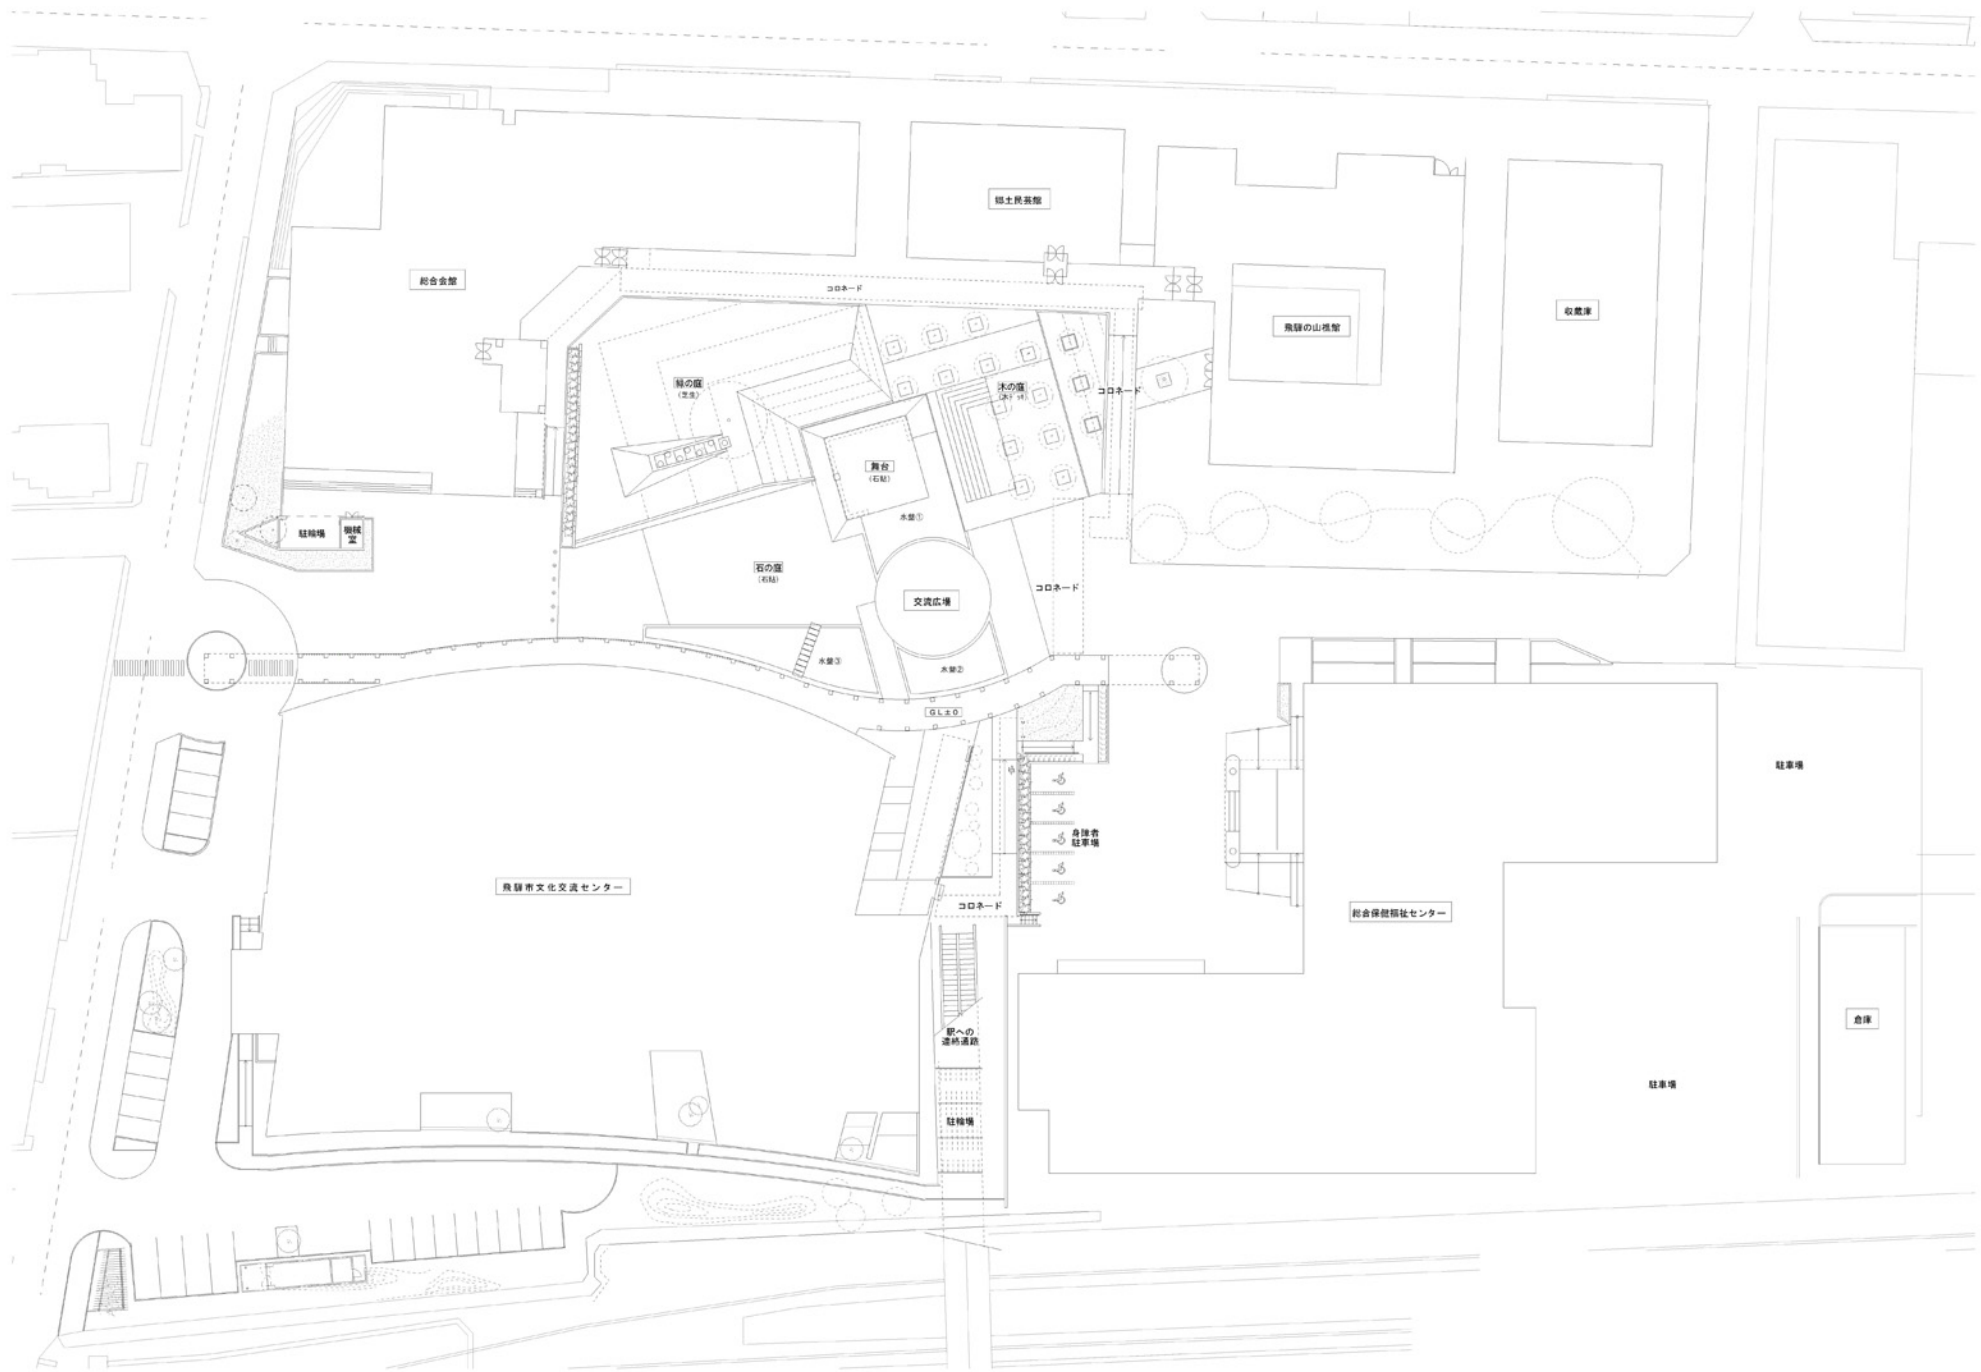 郷土民芸館
総合会館
コロネード
飛騨の山樵館
収蔵庫
緑の庭
(芝生)
木の庭
コロネード
舞台
(石貼)
水盤①
駐輪場
機械
室
石の庭
(石貼)
コロネード
交流広場
水盤③
水盤②
GL±0
駐車場
身障者
駐車場
飛騨市文化交流センター
コロネード
総合保健福祉センター
倉庫
駅への
連絡通路
駐車場
駐輪場